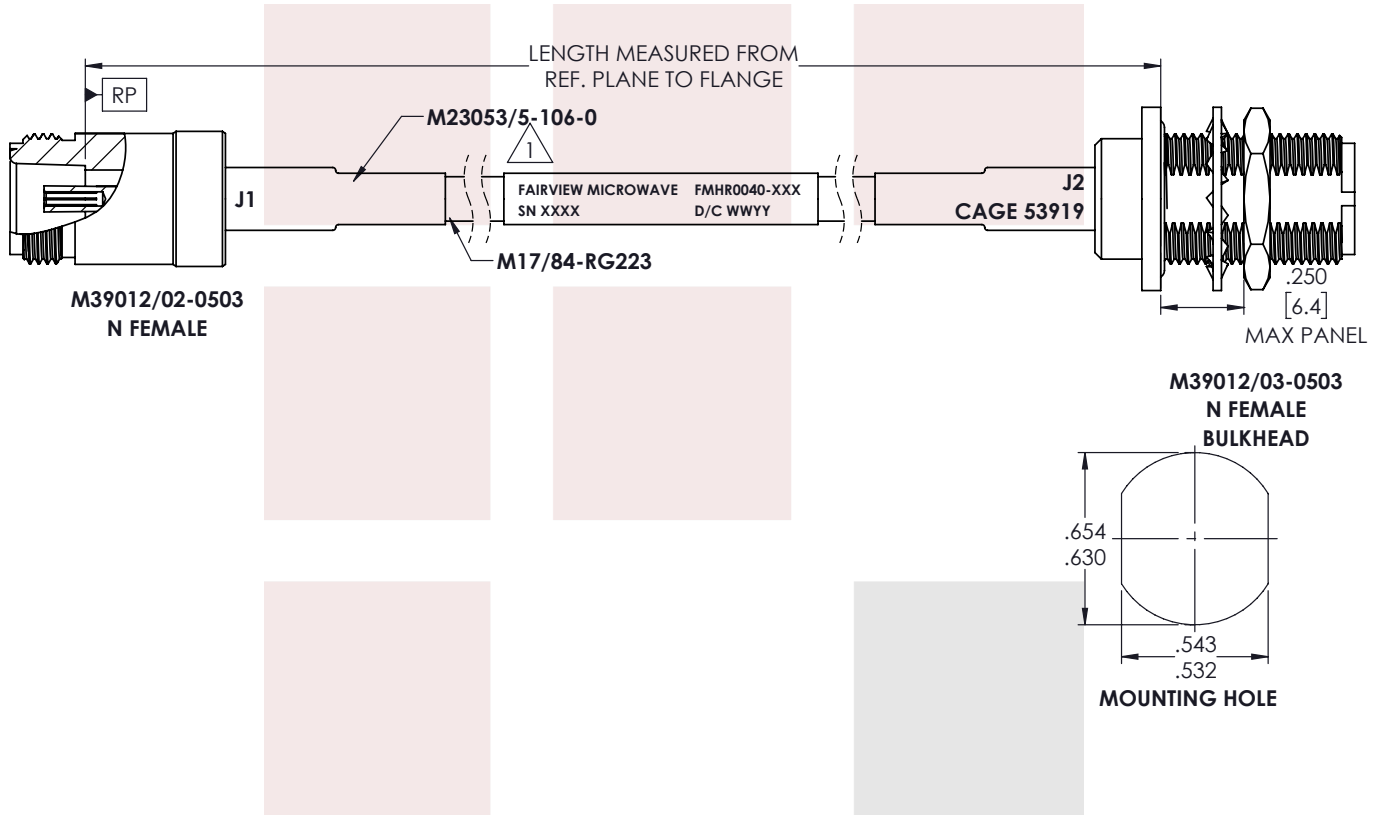 LENGTH MEASURED FROM
REF. PLANE TO FLANGE
RP
M23053/5-106-0
1
J1
FAIRVIEW MICROWAVE FMHR0040-XXX
SN XXXX D/C WWYY
J2
CAGE 53919
M17/84-RG223
M39012/02-0503
N FEMALE
.250
[6.4]
MAX PANEL
M39012/03-0503
N FEMALE
BULKHEAD
.654
.630
.543
.532
MOUNTING HOLE